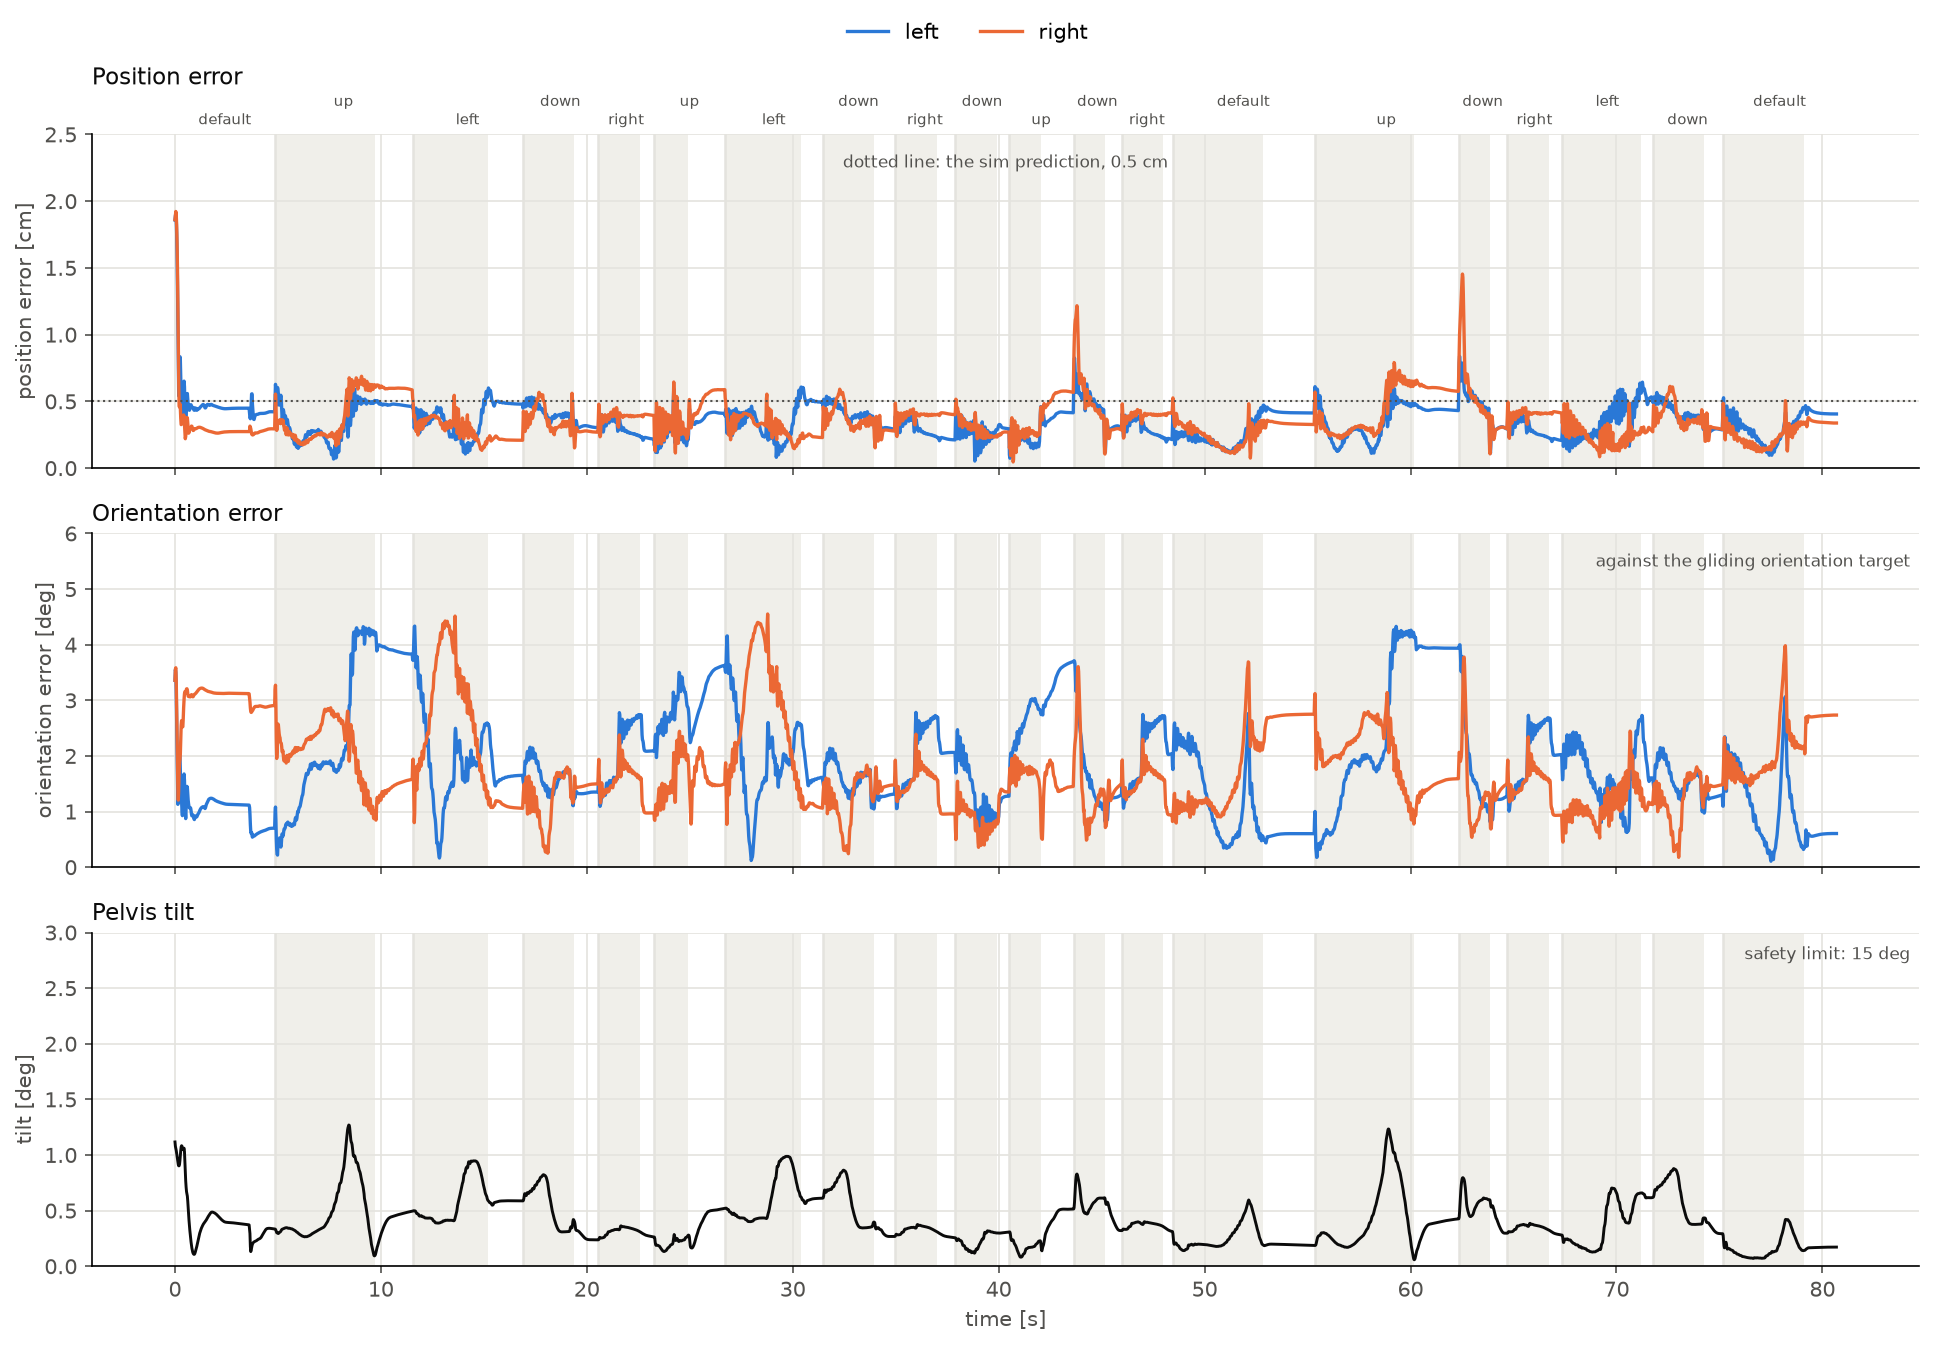 left right
Position error
up down up down down down default down left default
default left right left right up right up right down
position error [cm]
2.5
2.0
1.5
1.0
0.5
0.0
dotted line: the sim prediction, 0.5 cm
Orientation error
orientation error [deg]
6
5
4
3
2
1
0
against the gliding orientation target
Pelvis tilt
tilt [deg]
3.0
2.5
2.0
1.5
1.0
0.5
0.0
safety limit: 15 deg
0 10 20 30 40 50 60 70 80
time [s]